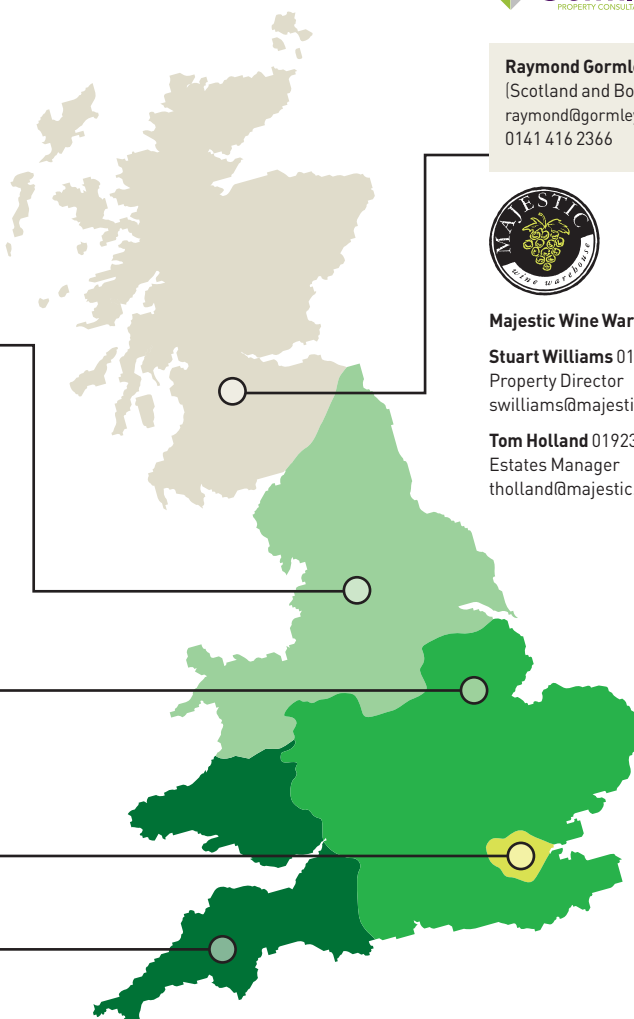 PROPERTY CONSULTA
Raymond Gormle
(Scotland and Bo
raymond@gormley
0141 416 2366
MAJESTIC
wine warehouse
Majestic Wine War
Stuart Williams 01
Property Director
swilliams@majesti
Tom Holland 01923
Estates Manager
tholland@majestic